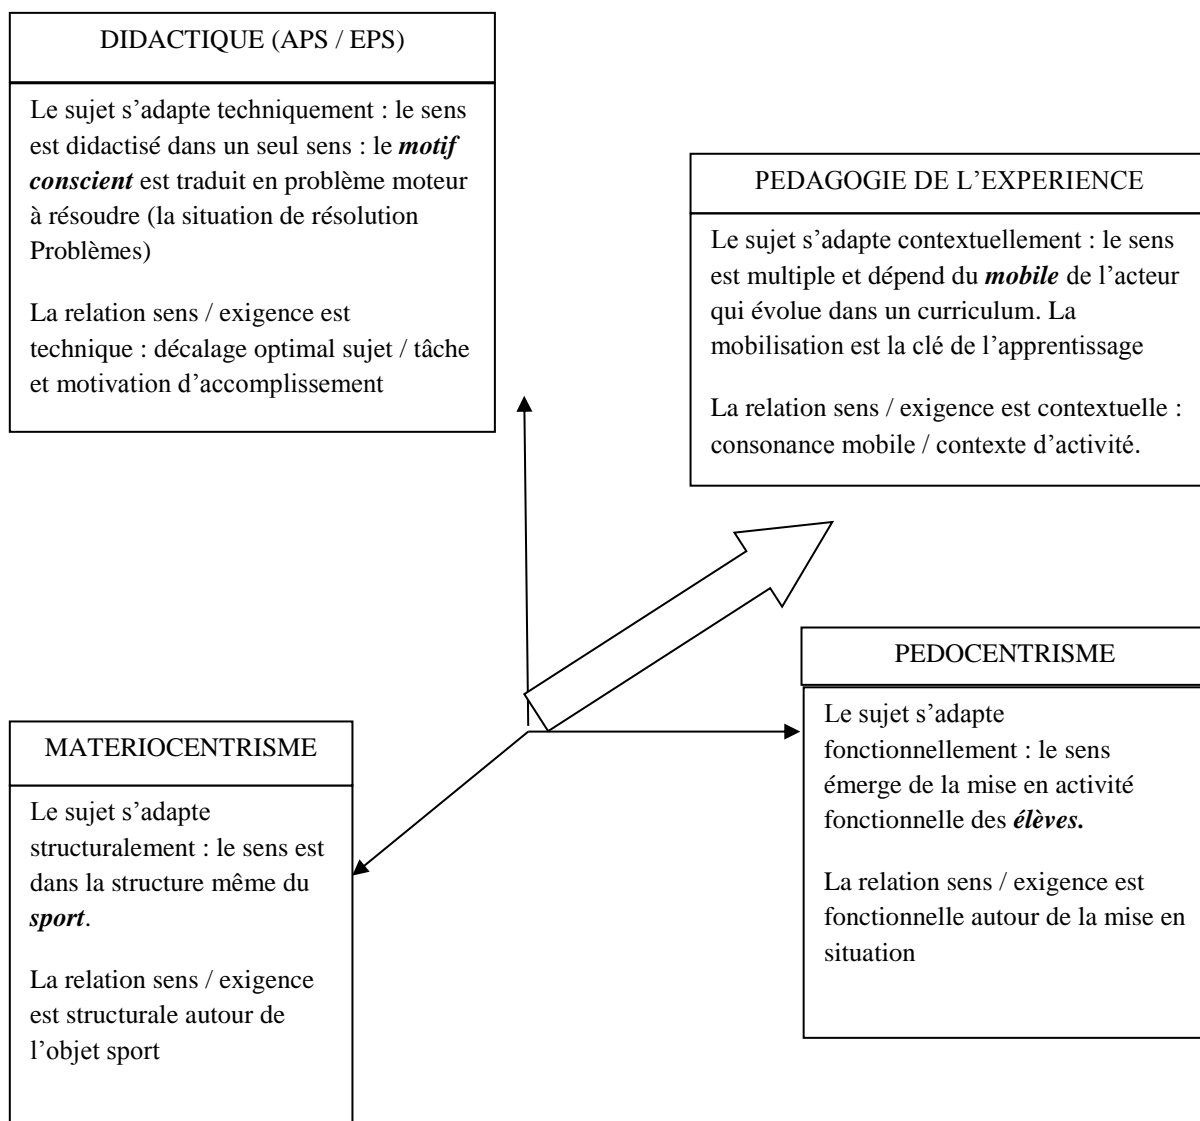 DIDACTIQUE (APS / EPS)
Le sujet s’adapte techniquement : le sens
est didactisé dans un seul sens : le motif
conscient est traduit en problème moteur
à résoudre (la situation de résolution
Problèmes)
La relation sens / exigence est
technique : décalage optimal sujet / tâche
et motivation d’accomplissement
PEDAGOGIE DE L’EXPERIENCE
Le sujet s’adapte contextuellement : le sens
est multiple et dépend du mobile de l’acteur
qui évolue dans un curriculum. La
mobilisation est la clé de l’apprentissage
La relation sens / exigence est contextuelle :
consonance mobile / contexte d’activité.
MATERIOCENTRISME
Le sujet s’adapte
structuralement : le sens est
dans la structure même du
sport.
La relation sens / exigence
est structurale autour de
l’objet sport
PEDOCENTRISME
Le sujet s’adapte
fonctionnellement : le sens
émerge de la mise en activité
fonctionnelle des élèves.
La relation sens / exigence est
fonctionnelle autour de la mise en
situation